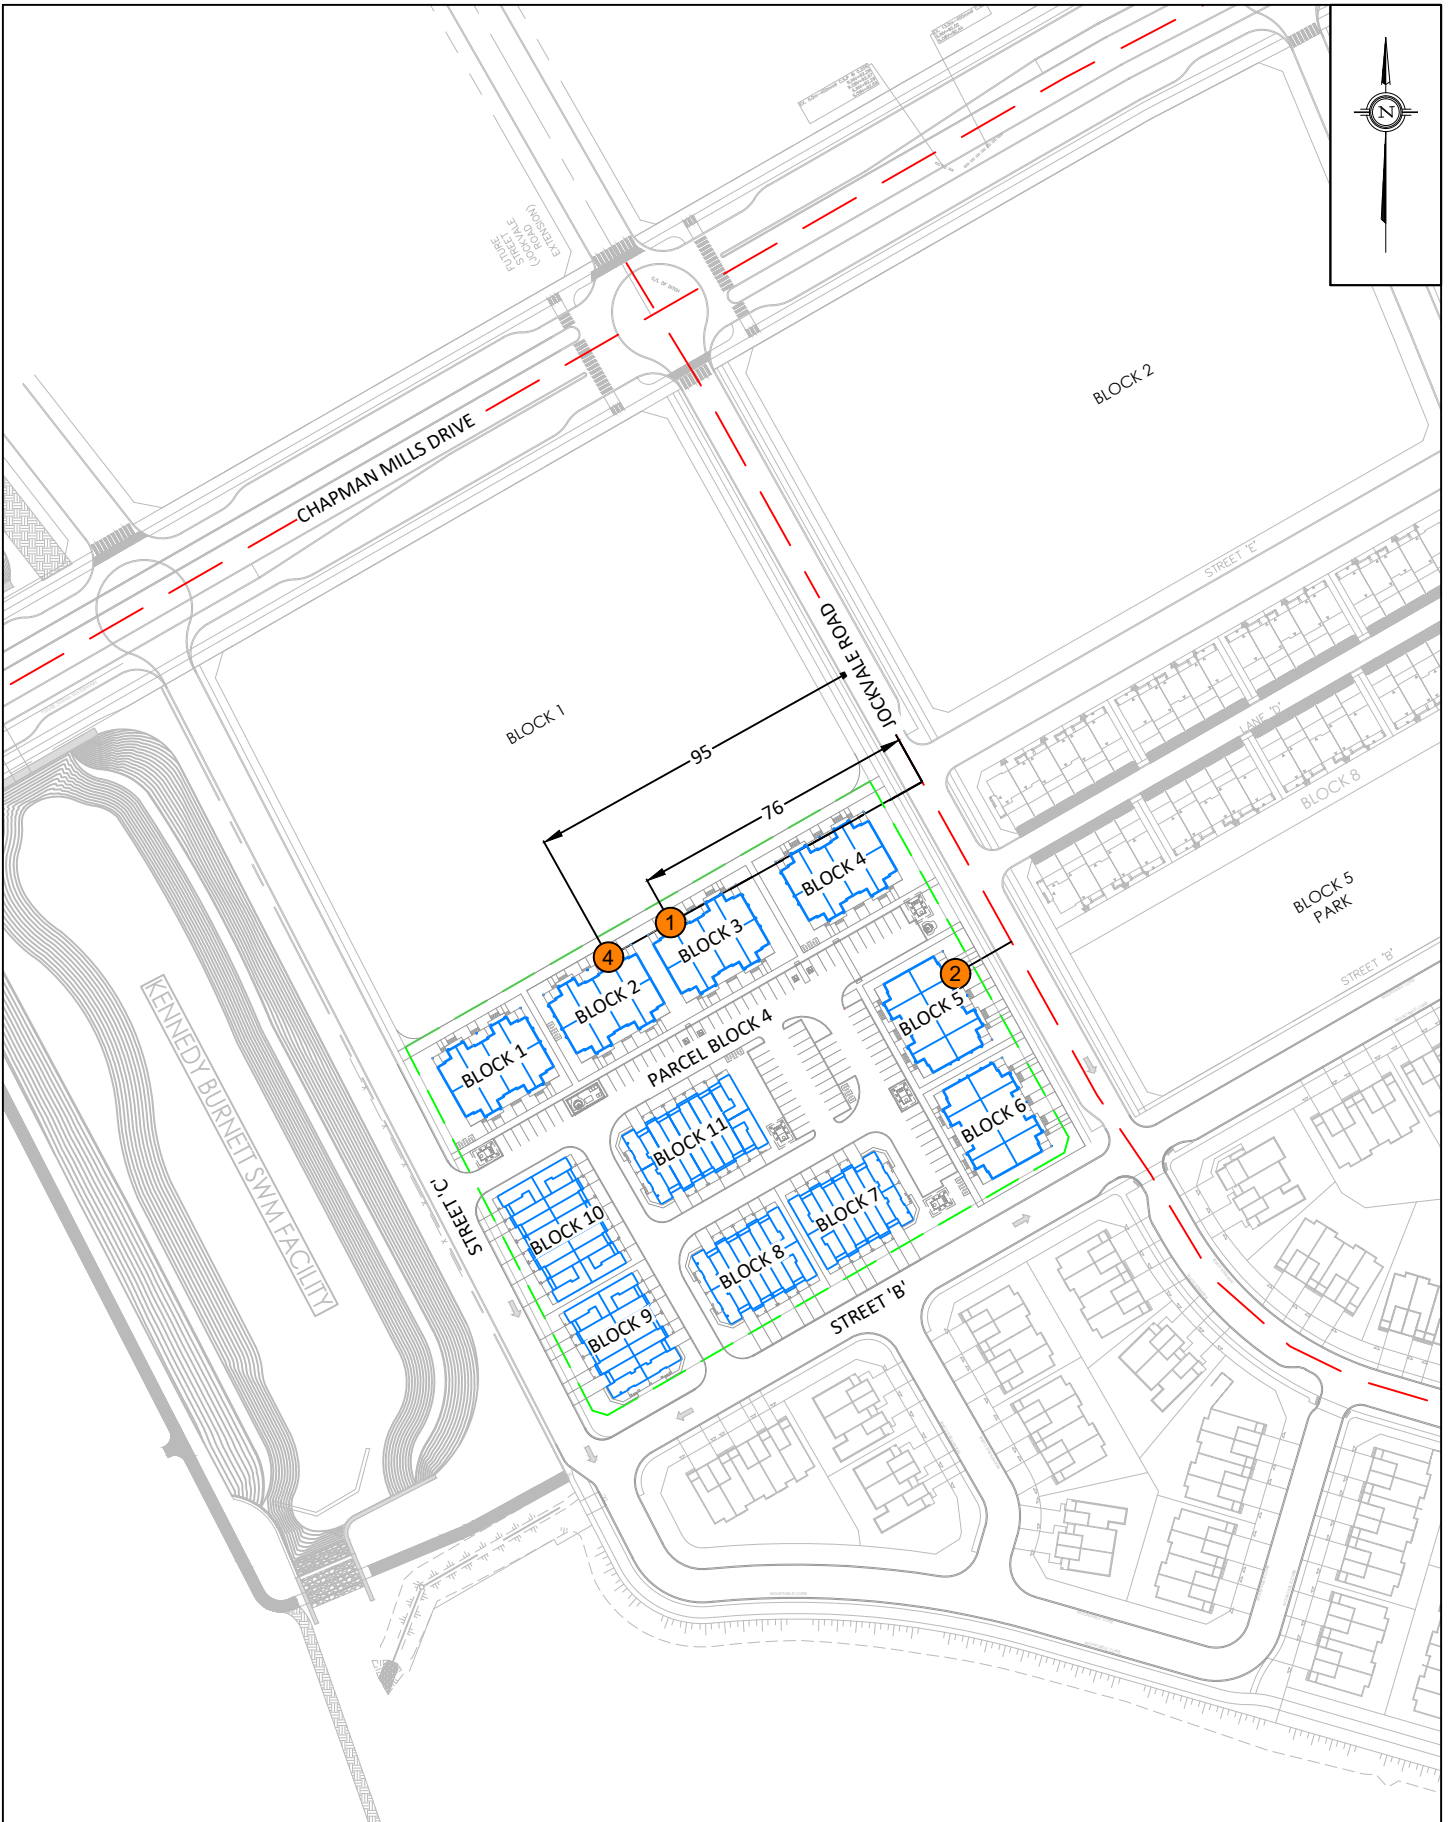 N
FUTURE
STREET
(JOCKVALE
ROAD
EXTENSION)
BLOCK 2
CHAPMAN MILLS DRIVE
STREET 'E'
JOCKVALE ROAD
BLOCK 1
95
76
LANE 'D'
BLOCK 8
BLOCK 4
BLOCK 5
PARK
1
BLOCK 3
4
BLOCK 2
2
BLOCK 5
STREET 'B'
PARCEL BLOCK 4
BLOCK 1
BLOCK 6
BLOCK 11
KENNEDY BURNETT SWM FACILITY
STREET 'C'
BLOCK 10
BLOCK 7
BLOCK 8
BLOCK 9
STREET 'B'